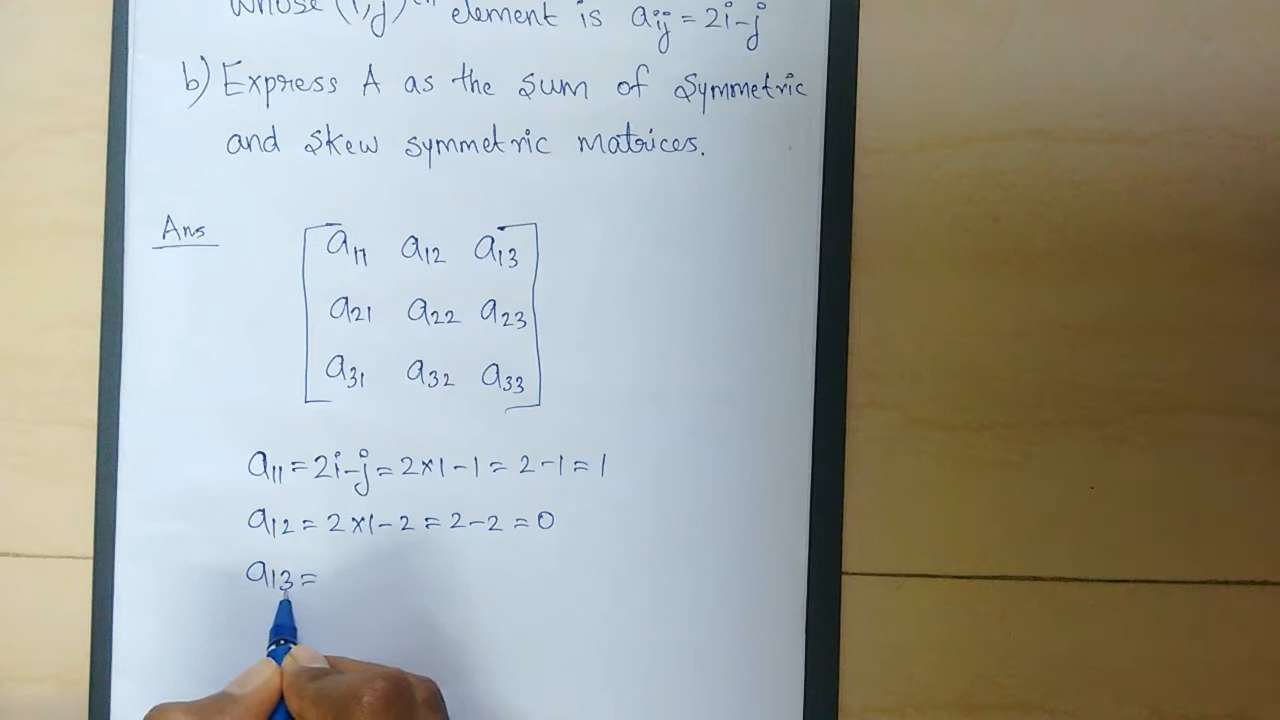 whose (i,j)th element is aij = 2i-j
b) Express A as the sum of symmetric
and skew symmetric matrices.
Ans
a11 a12 a13
a21 a22 a23
a31 a32 a33
a11 = 2i-j = 2×1-1 = 2-1 = 1
a12 = 2×1-2 = 2-2 = 0
a13 =